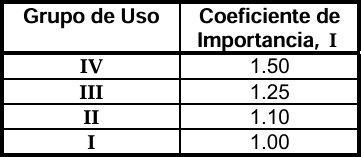 Grupo de Uso Coeficiente de
Importancia, I
IV 1.50
III 1.25
II 1.10
I 1.00